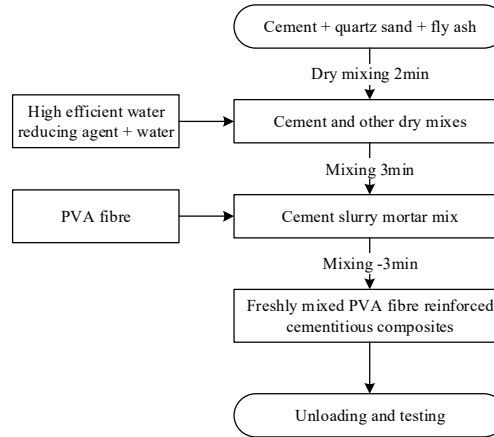 Cement + quartz sand + fly ash
Dry mixing 2min
High efficient water
reducing agent + water
Cement and other dry mixes
Mixing 3min
PVA fibre
Cement slurry mortar mix
Mixing -3min
Freshly mixed PVA fibre reinforced
cementitious composites
Unloading and testing